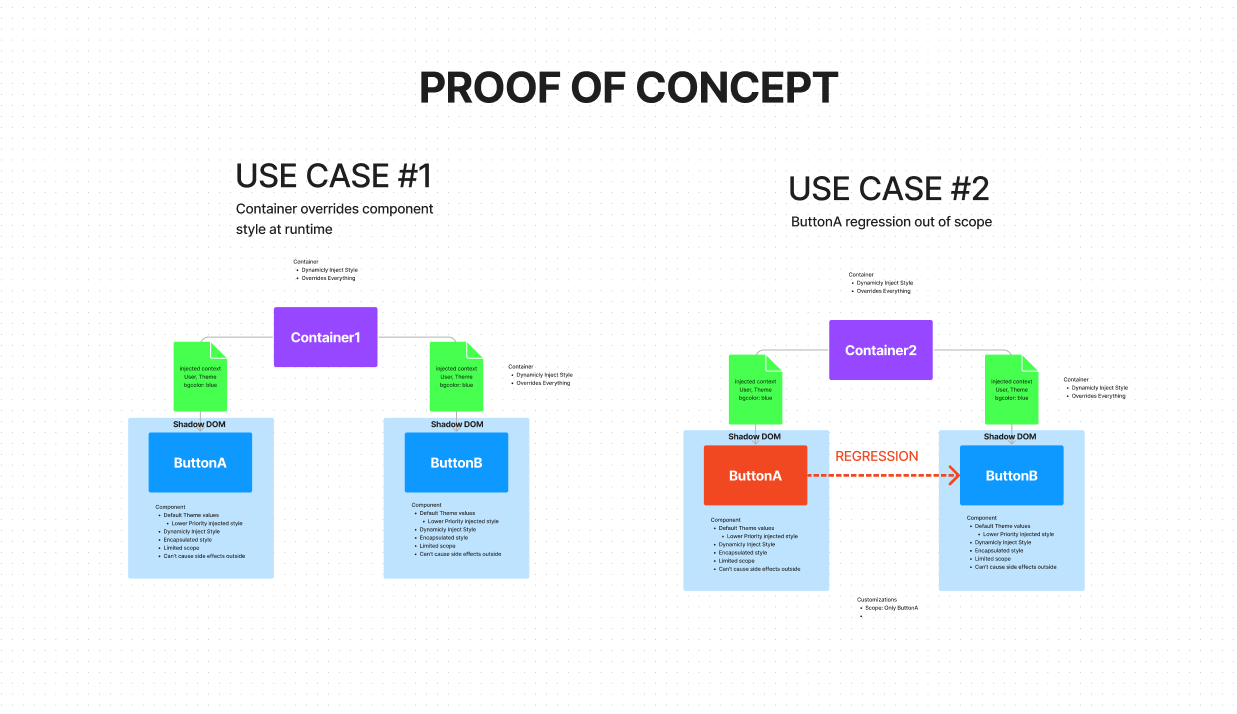 PROOF OF CONCEPT
USE CASE #1
Container overrides component
style at runtime
Container
• Dynamicly Inject Style
• Overrides Everything
Container1
injected context
User, Theme
bgcolor: blue
injected context
User, Theme
bgcolor: blue
Container
• Dynamicly Inject Style
• Overrides Everything
Shadow DOM
ButtonA
Component
• Default Theme values
• Lower Priority injected style
• Dynamicly Inject Style
• Encapsulated style
• Limited scope
• Can't cause side effects outside
Shadow DOM
ButtonB
Component
• Default Theme values
• Lower Priority injected style
• Dynamicly Inject Style
• Encapsulated style
• Limited scope
• Can't cause side effects outside
USE CASE #2
ButtonA regression out of scope
Container
• Dynamicly Inject Style
• Overrides Everything
Container2
injected context
User, Theme
bgcolor: blue
injected context
User, Theme
bgcolor: blue
Container
• Dynamicly Inject Style
• Overrides Everything
Shadow DOM
ButtonA
REGRESSION
Component
• Default Theme values
• Lower Priority injected style
• Dynamicly Inject Style
• Encapsulated style
• Limited scope
• Can't cause side effects outside
Shadow DOM
ButtonB
Component
• Default Theme values
• Lower Priority injected style
• Dynamicly Inject Style
• Encapsulated style
• Limited scope
• Can't cause side effects outside
Customizations
• Scope: Only ButtonA
•